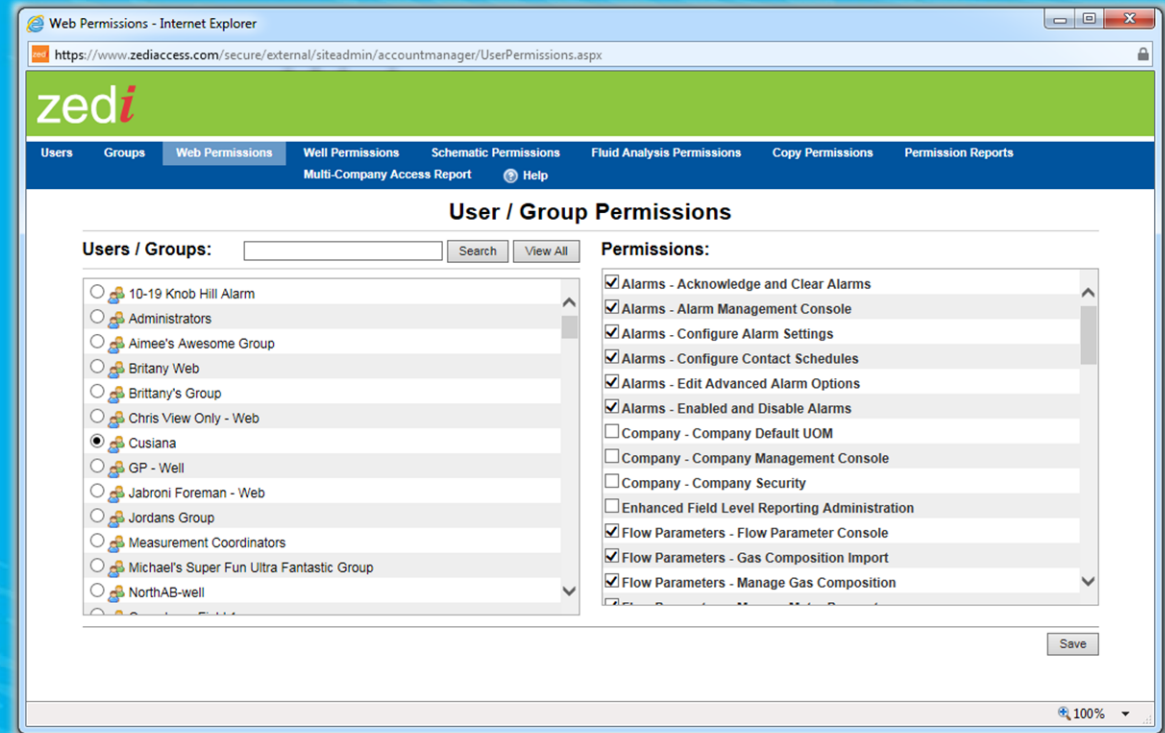 Web Permissions - Internet Explorer
zed https://www.zediaccess.com/secure/external/siteadmin/accountmanager/UserPermissions.aspx
zedi
Users Groups Web Permissions Well Permissions Schematic Permissions Fluid Analysis Permissions Copy Permissions Permission Reports
Multi-Company Access Report ? Help
User / Group Permissions
Users / Groups: Search View All
10-19 Knob Hill Alarm
Administrators
Aimee's Awesome Group
Britany Web
Brittany's Group
Chris View Only - Web
Cusiana
GP - Well
Jabroni Foreman - Web
Jordans Group
Measurement Coordinators
Michael's Super Fun Ultra Fantastic Group
NorthAB-well
Permissions:
Alarms - Acknowledge and Clear Alarms
Alarms - Alarm Management Console
Alarms - Configure Alarm Settings
Alarms - Configure Contact Schedules
Alarms - Edit Advanced Alarm Options
Alarms - Enabled and Disable Alarms
Company - Company Default UOM
Company - Company Management Console
Company - Company Security
Enhanced Field Level Reporting Administration
Flow Parameters - Flow Parameter Console
Flow Parameters - Gas Composition Import
Flow Parameters - Manage Gas Composition
Save
100%